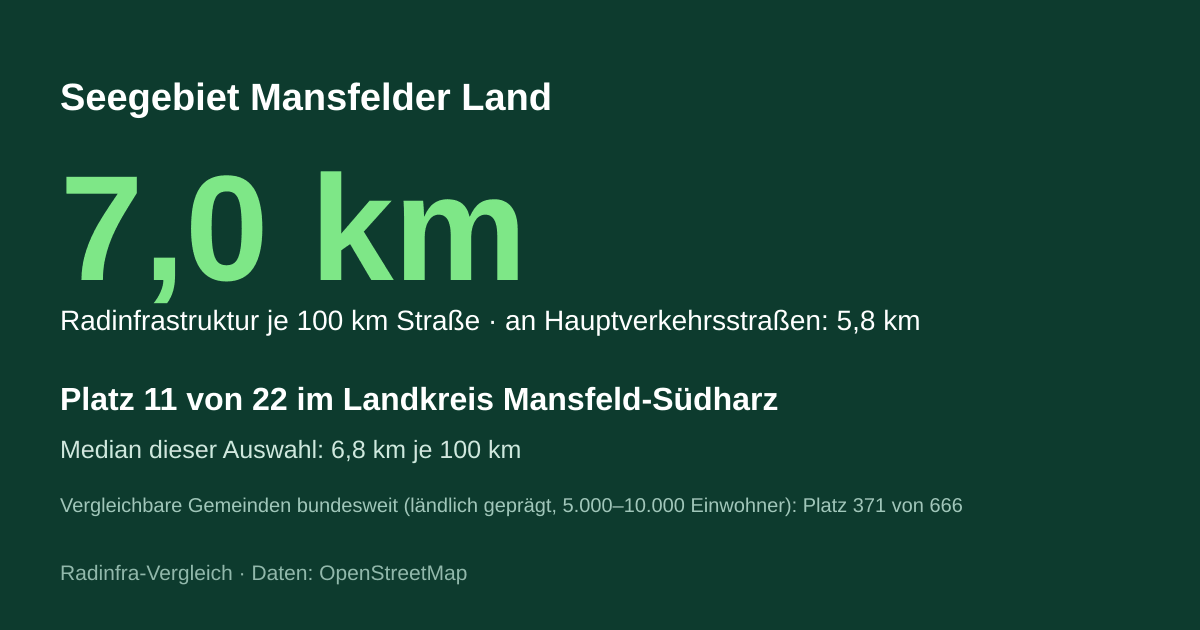 Seegebiet Mansfelder Land
7,0 km
Radinfrastruktur je 100 km Straße · an Hauptverkehrsstraßen: 5,8 km
Platz 11 von 22 im Landkreis Mansfeld-Südharz
Median dieser Auswahl: 6,8 km je 100 km
Vergleichbare Gemeinden bundesweit (ländlich geprägt, 5.000–10.000 Einwohner): Platz 371 von 666
Radinfra-Vergleich · Daten: OpenStreetMap